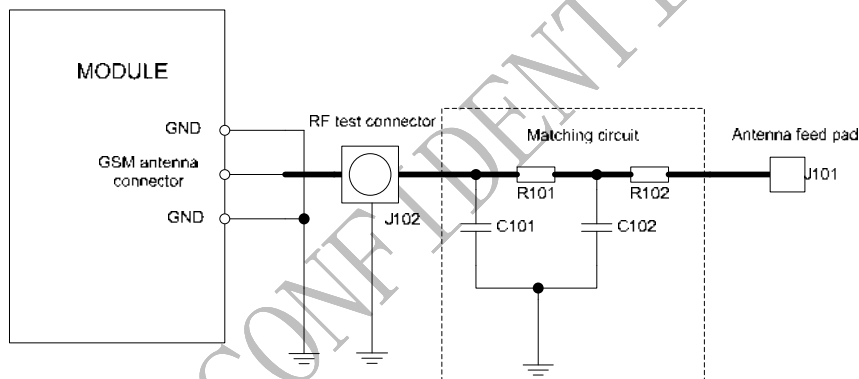 MODULE
GND
GSM antenna
connector
GND
RF test connector
J102
Matching circuit
R101
R102
C101
C102
Antenna feed pad
J101
CONFIDENT